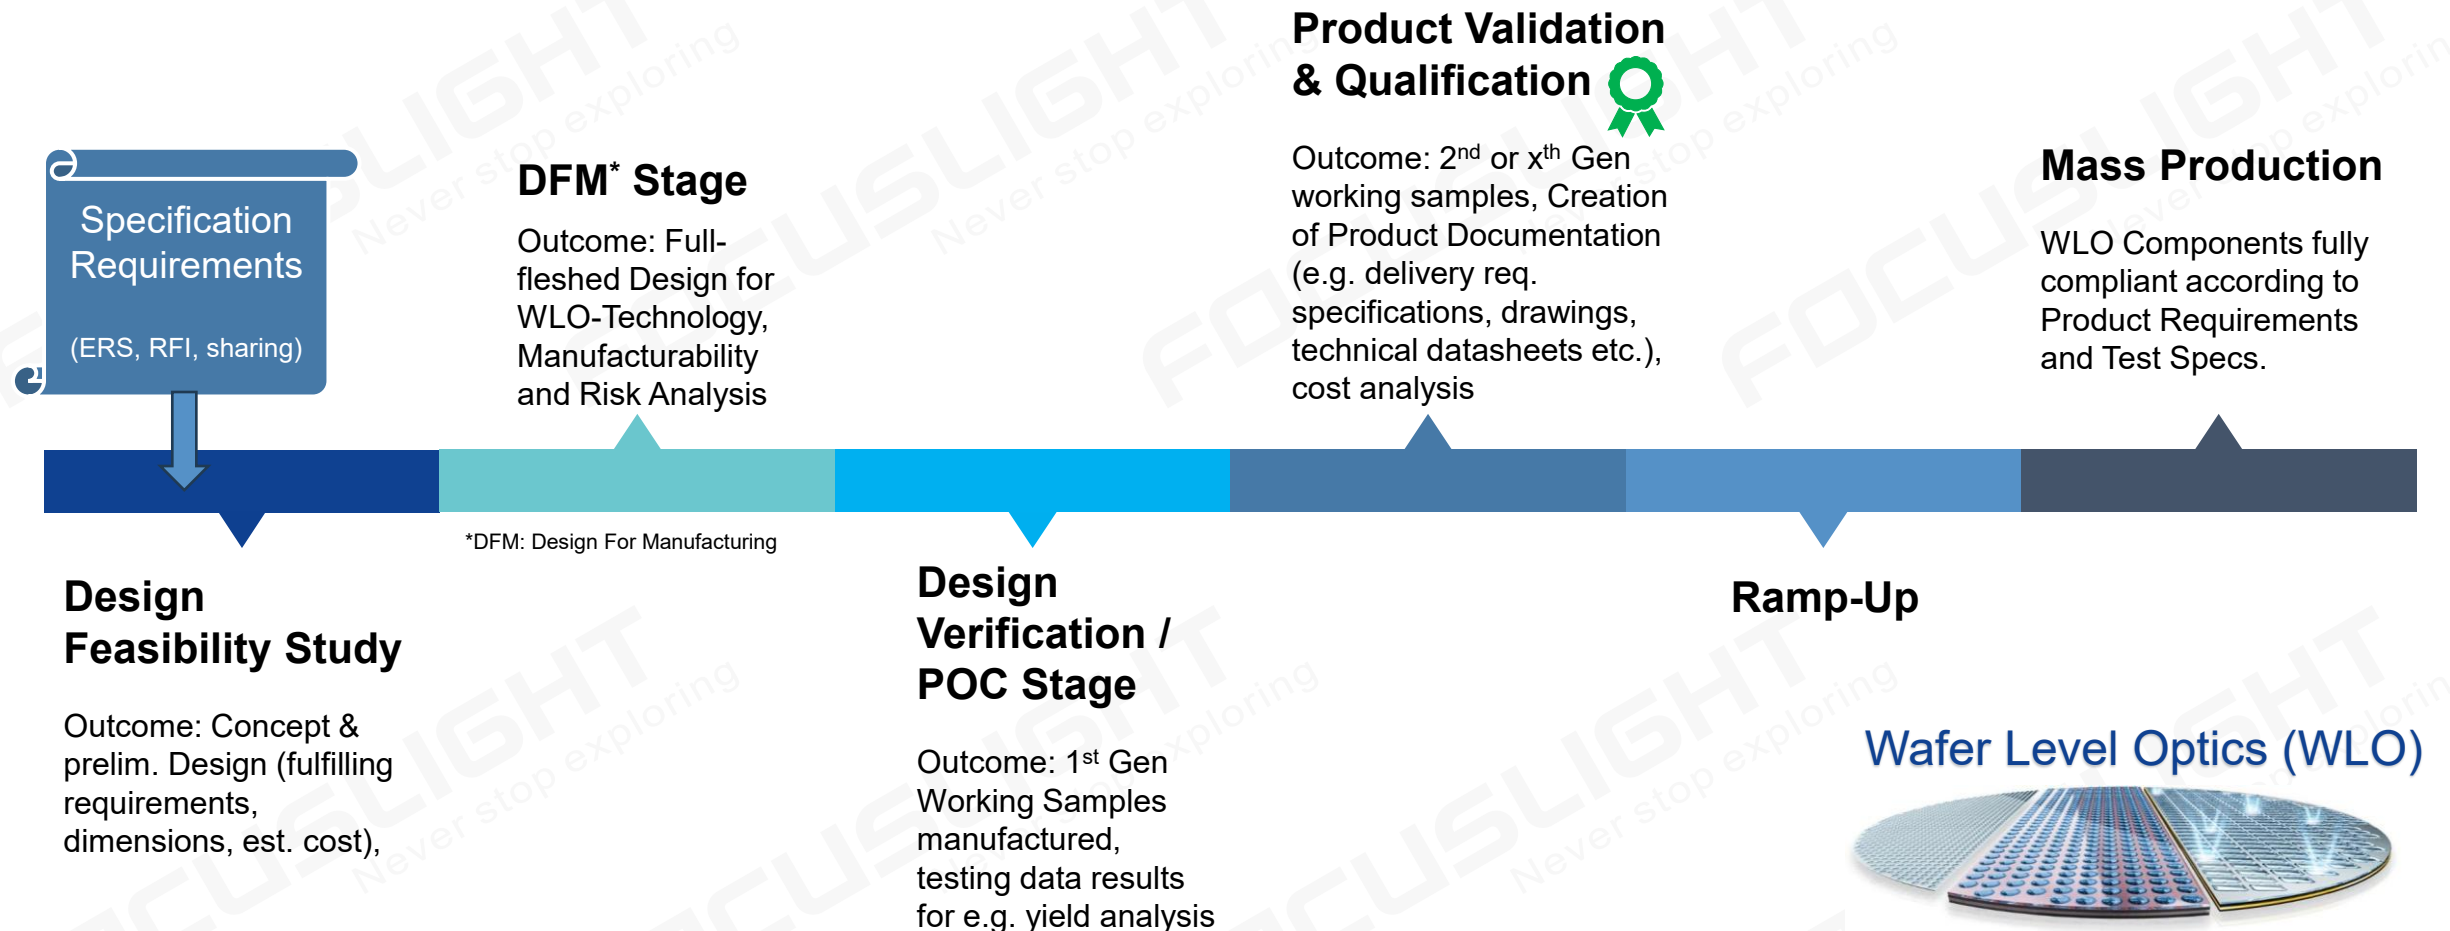 Specification
Requirements
(ERS, RFI, sharing)
Design
Feasibility Study
Outcome: Concept &
prelim. Design (fulfilling
requirements,
dimensions, est. cost),
DFM* Stage
Outcome: Full-
fleshed Design for
WLO-Technology,
Manufacturability
and Risk Analysis
*DFM: Design For Manufacturing
Design
Verification /
POC Stage
Outcome: 1st Gen
Working Samples
manufactured,
testing data results
for e.g. yield analysis
Product Validation
& Qualification
Outcome: 2nd or xth Gen
working samples, Creation
of Product Documentation
(e.g. delivery req.
specifications, drawings,
technical datasheets etc.),
cost analysis
Ramp-Up
Mass Production
WLO Components fully
compliant according to
Product Requirements
and Test Specs.
Wafer Level Optics (WLO)
FOCUSLIGHT
Never stop exploring